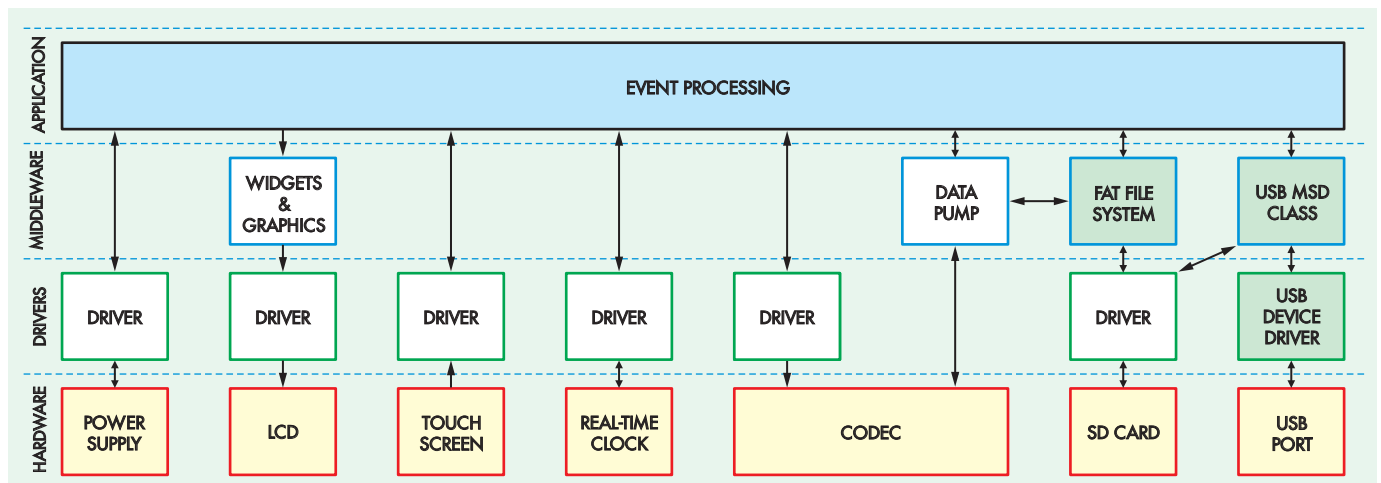 APPLICATION
EVENT PROCESSING
MIDDLEWARE
WIDGETS
&
GRAPHICS
DATA
PUMP
FAT FILE
SYSTEM
USB MSD
CLASS
DRIVERS
DRIVER
DRIVER
DRIVER
DRIVER
DRIVER
DRIVER
USB
DEVICE
DRIVER
HARDWARE
POWER
SUPPLY
LCD
TOUCH
SCREEN
REAL-TIME
CLOCK
CODEC
SD CARD
USB
PORT